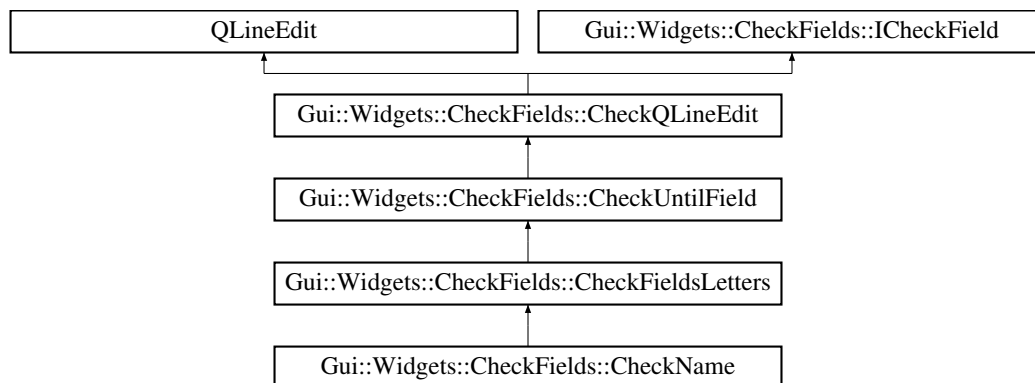 QLineEdit
Gui::Widgets::CheckFields::ICheckField
Gui::Widgets::CheckFields::CheckQLineEdit
Gui::Widgets::CheckFields::CheckUntilField
Gui::Widgets::CheckFields::CheckFieldsLetters
Gui::Widgets::CheckFields::CheckName